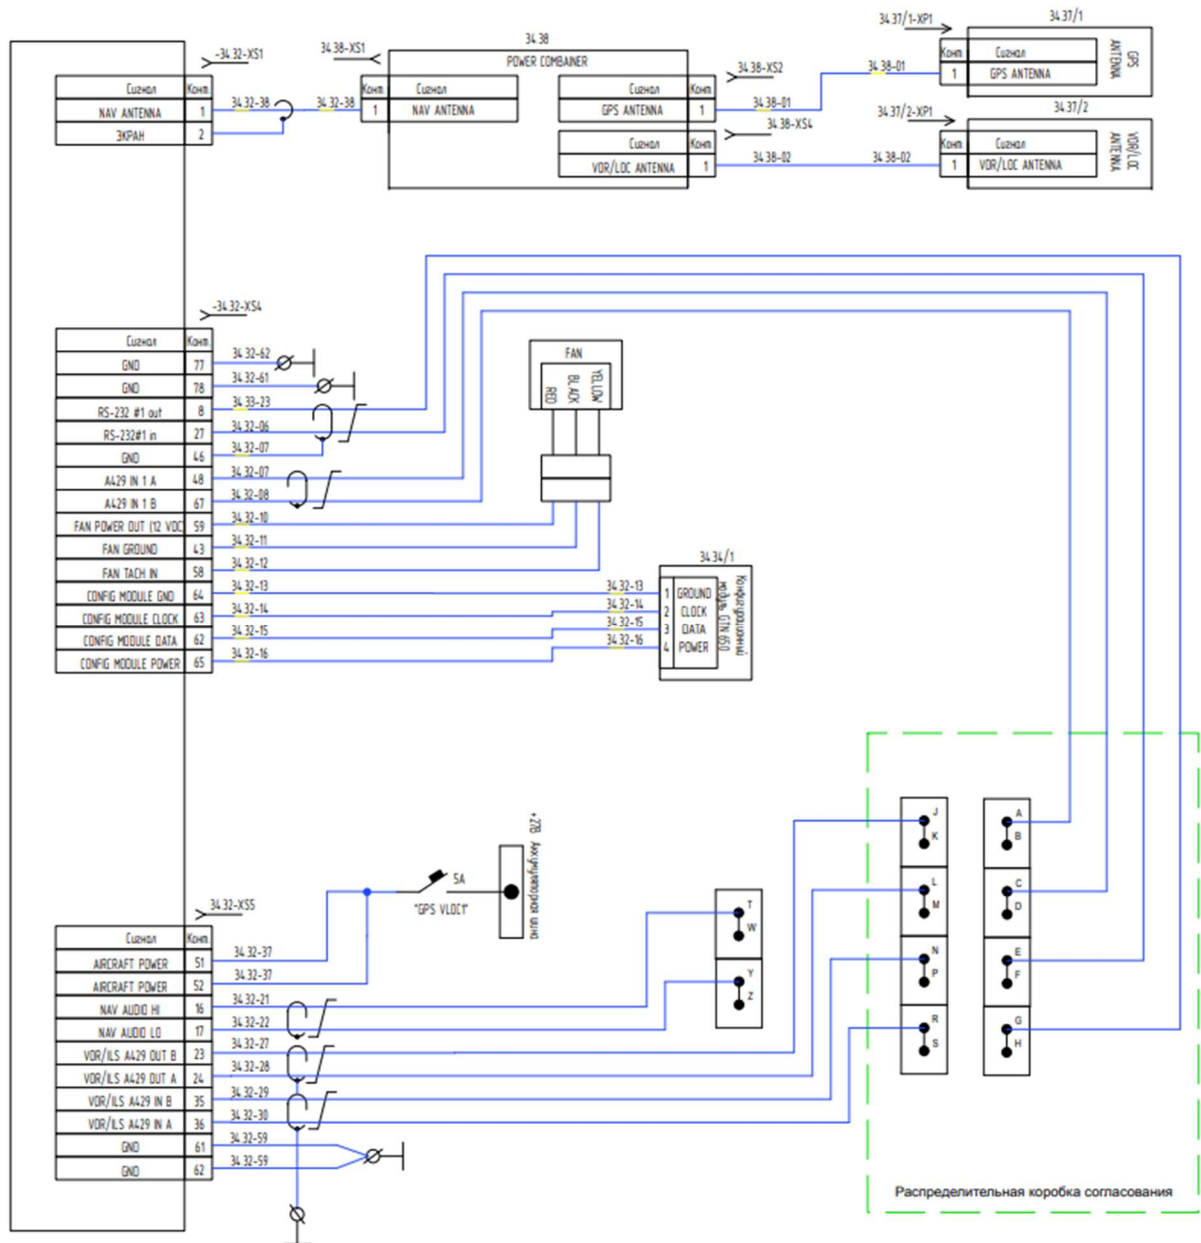 34.37/1-XP1
34.37/1
-34.32-XS1
34.38-XS1
34.38
POWER COMBAINER
34.38-XS2
34.38-01
Конт. Сигнал
1 GPS ANTENNA
GPS ANTENNA
Сигнал Конт.
NAV ANTENNA 1
ЭКРАН 2
34.32-38
34.32-38
Конт. Сигнал
1 NAV ANTENNA
Сигнал Конт.
GPS ANTENNA 1
34.38-01
34.38-XS4
Сигнал Конт.
VOR/LOC ANTENNA 1
34.38-02
34.38-02
34.37/2-XP1
34.37/2
Конт. Сигнал
1 VOR/LOC ANTENNA
VOR/LOC ANTENNA
-34.32-XS4
Сигнал Конт.
GND 77 34.32-62
GND 78 34.32-61
RS-232 #1 out 8 34.33-23
RS-232#1 in 27 34.32-06
GND 46 34.32-07
A429 IN 1 A 48 34.32-07
A429 IN 1 B 67 34.32-08
FAN POWER OUT (12 VDC) 59 34.32-10
FAN GROUND 43 34.32-11
FAN TACH IN 58 34.32-12
CONFIG MODULE GND 64 34.32-13
CONFIG MODULE CLOCK 63 34.32-14
CONFIG MODULE DATA 62 34.32-15
CONFIG MODULE POWER 65 34.32-16
FAN
RED BLACK YELLOW
34.34/1
34.32-13 1 GROUND
34.32-14 2 CLOCK
34.32-15 3 DATA
34.32-16 4 POWER
Конфигурационный
модуль GTN 650
+27В Аккумуляторная шина
5A
"GPS VLOC1"
34.32-XS5
Сигнал Конт.
AIRCRAFT POWER 51 34.32-37
AIRCRAFT POWER 52 34.32-37
NAV AUDIO HI 16 34.32-21
NAV AUDIO LO 17 34.32-22
VOR/ILS A429 OUT B 23 34.32-27
VOR/ILS A429 OUT A 24 34.32-28
VOR/ILS A429 IN B 35 34.32-29
VOR/ILS A429 IN A 36 34.32-30
GND 61 34.32-59
GND 62 34.32-59
T
W
Y
Z
J
K
L
M
N
P
R
S
A
B
C
D
E
F
G
H
Распределительная коробка согласования